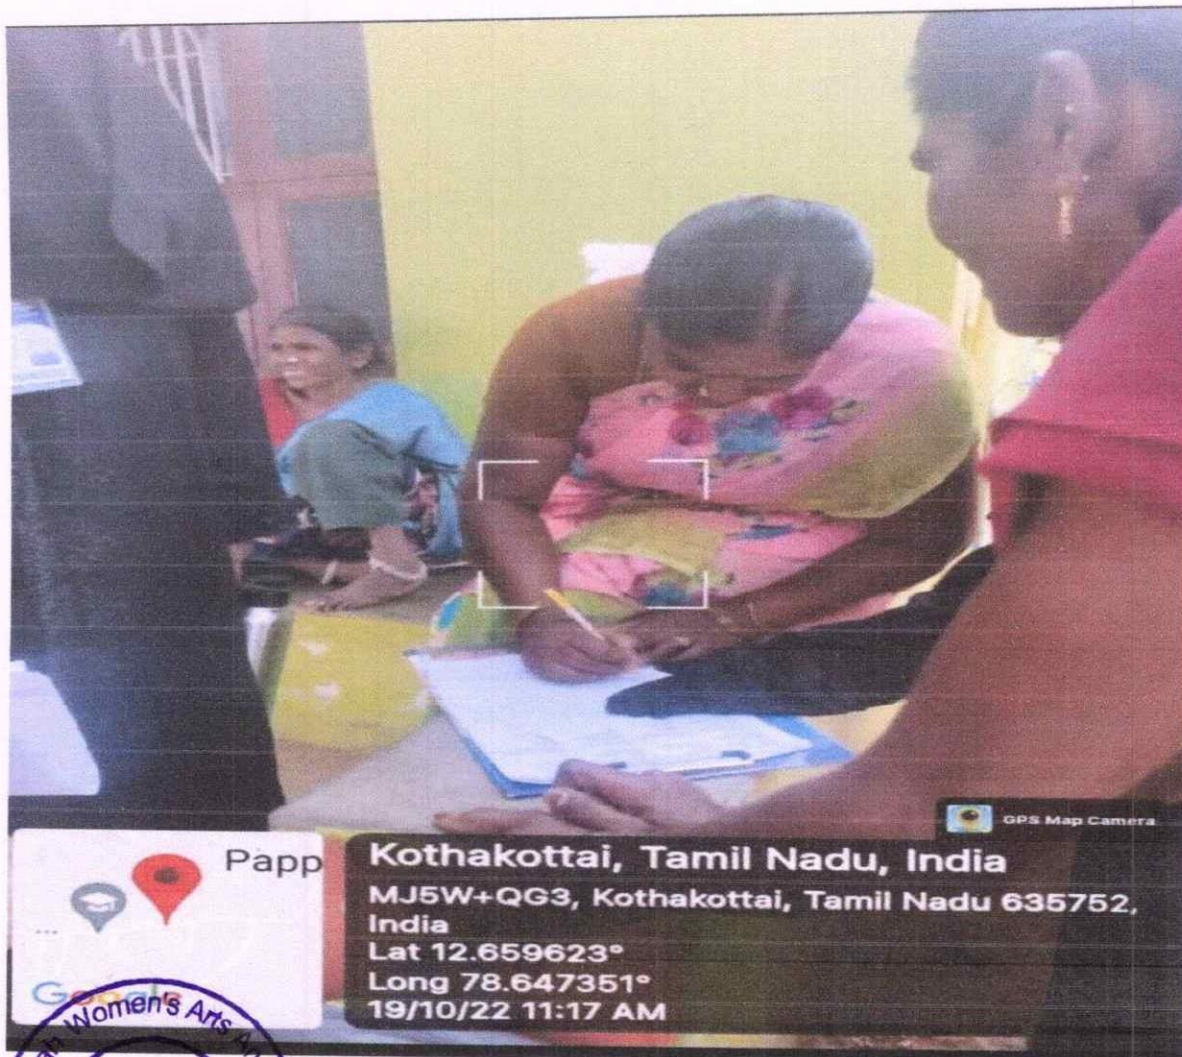 GPS Map Camera
Papp
Google
Kothakottai, Tamil Nadu, India
MJ5W+QG3, Kothakottai, Tamil Nadu 635752,
India
Lat 12.659623°
Long 78.647351°
19/10/22 11:17 AM
Women's Arts